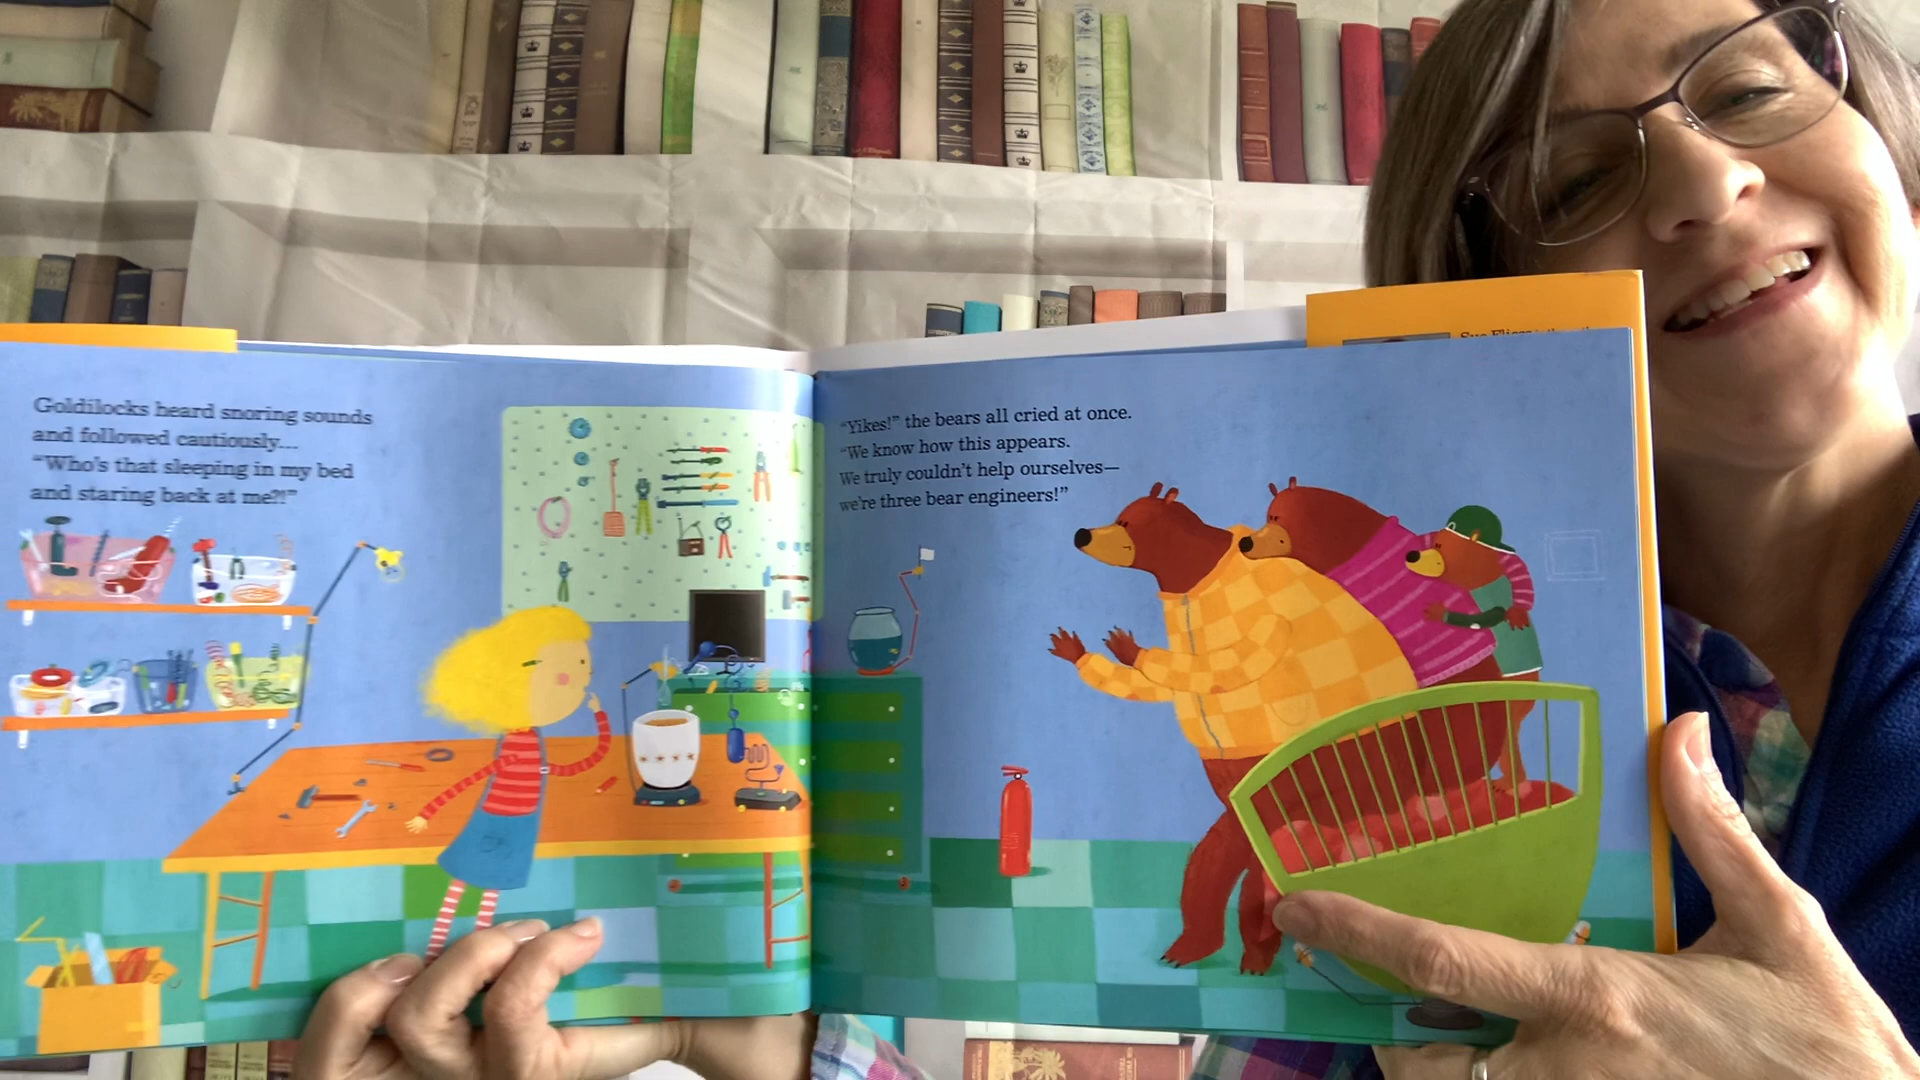 Goldilocks heard snoring sounds
and followed cautiously...
"Who's that sleeping in my bed
and staring back at me?!"
"Yikes!" the bears all cried at once.
"We know how this appears.
We truly couldn't help ourselves—
we're three bear engineers!"
Sue Fliess